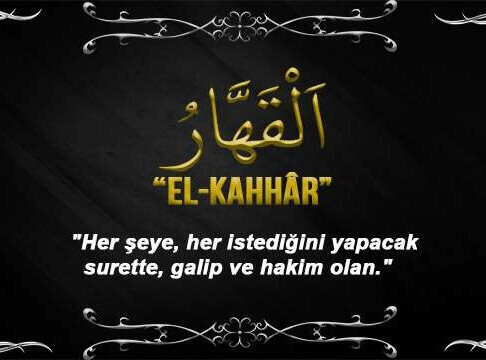 اَلْقَهَّارُ
“EL-KAHHÂR”
"Her şeye, her istediğini yapacak
surette, galip ve hakim olan."